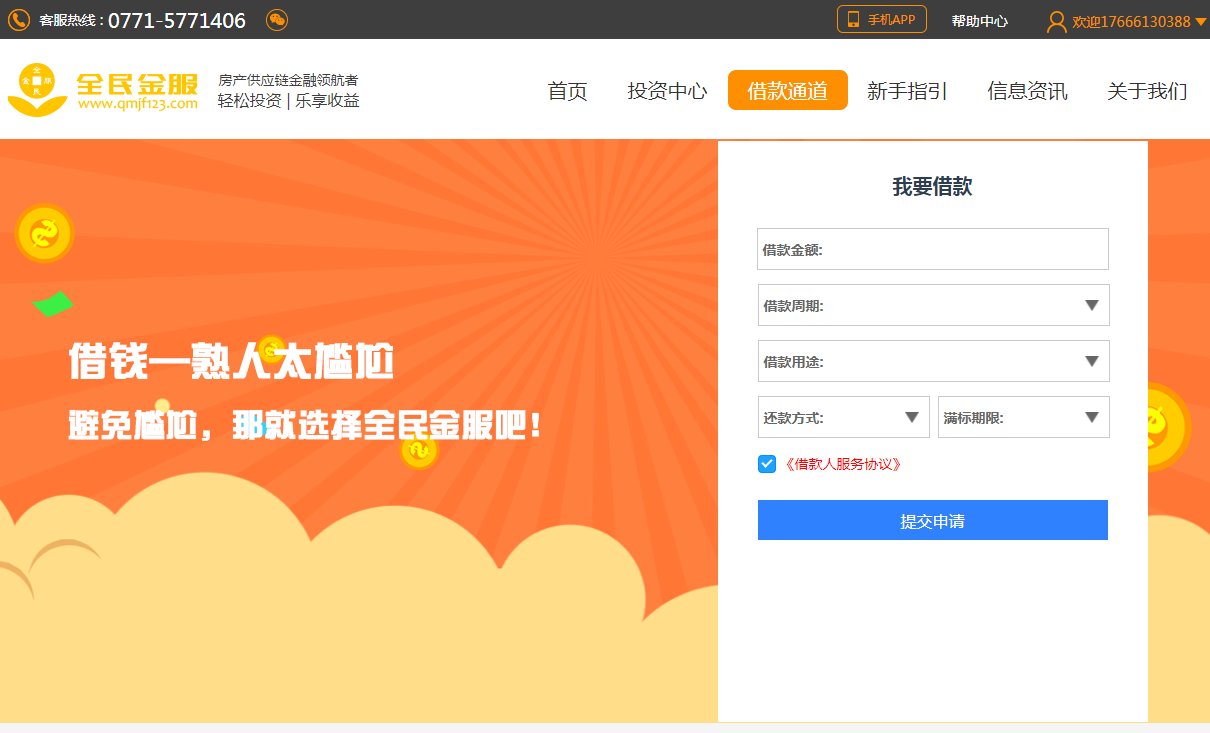 客服热线 : 0771-5771406
手机APP
帮助中心
欢迎17666130388
全民金服
全民金服
www.qmjf123.com
房产供应链金融领航者
轻松投资 | 乐享收益
首页
投资中心
借款通道
新手指引
信息资讯
关于我们
借钱—熟人太尴尬
避免尴尬，那就选择全民金服吧！
我要借款
借款金额:
借款周期:
借款用途:
还款方式:
满标期限:
《借款人服务协议》
提交申请